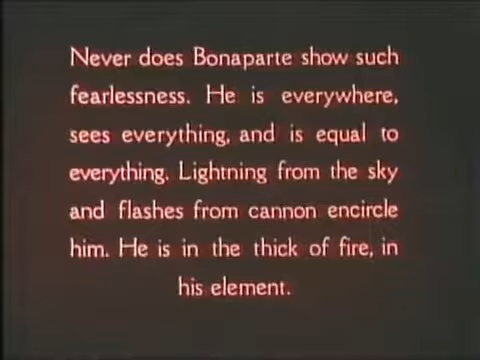 Never does Bonaparte show such
fearlessness. He is everywhere,
sees everything, and is equal to
everything. Lightning from the sky
and flashes from cannon encircle
him. He is in the thick of fire, in
his element.